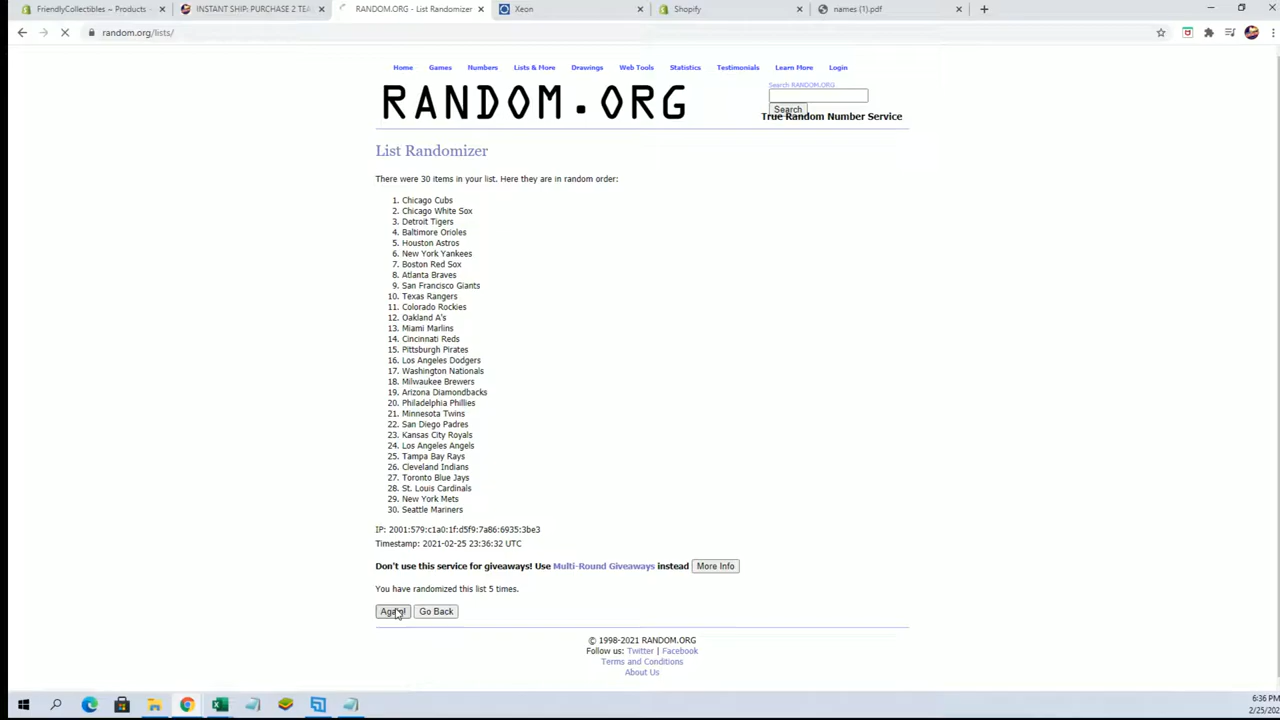 FriendlyCollectibles ~ Products
INSTANT SHIP: PURCHASE 2 TEA
RANDOM.ORG - List Randomizer
Xeon
Shopify
names (1).pdf
random.org/lists/
Home Games Numbers Lists & More Drawings Web Tools Statistics Testimonials Learn More Login
RANDOM.ORG
Search RANDOM.ORG
Search
True Random Number Service
List Randomizer
There were 30 items in your list. Here they are in random order:
1. Chicago Cubs
2. Chicago White Sox
3. Detroit Tigers
4. Baltimore Orioles
5. Houston Astros
6. New York Yankees
7. Boston Red Sox
8. Atlanta Braves
9. San Francisco Giants
10. Texas Rangers
11. Colorado Rockies
12. Oakland A's
13. Miami Marlins
14. Cincinnati Reds
15. Pittsburgh Pirates
16. Los Angeles Dodgers
17. Washington Nationals
18. Milwaukee Brewers
19. Arizona Diamondbacks
20. Philadelphia Phillies
21. Minnesota Twins
22. San Diego Padres
23. Kansas City Royals
24. Los Angeles Angels
25. Tampa Bay Rays
26. Cleveland Indians
27. Toronto Blue Jays
28. St. Louis Cardinals
29. New York Mets
30. Seattle Mariners
IP: 2001:579:c1a0:1f:d5f9:7a86:6935:3be3
Timestamp: 2021-02-25 23:36:32 UTC
Don't use this service for giveaways! Use Multi-Round Giveaways instead More Info
You have randomized this list 5 times.
Again! Go Back
© 1998-2021 RANDOM.ORG
Follow us: Twitter | Facebook
Terms and Conditions
About Us
6:36 PM
2/25/202